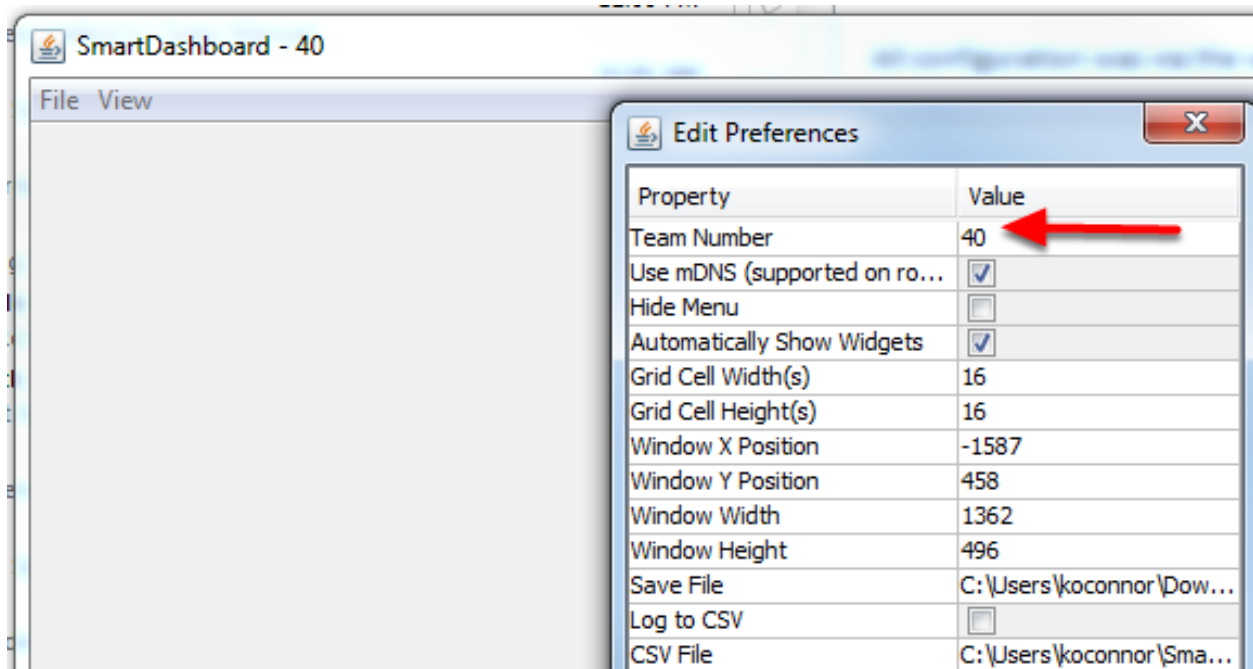 SmartDashboard - 40
File View
Edit Preferences
Property Value
Team Number 40
Use mDNS (supported on ro...
Hide Menu
Automatically Show Widgets
Grid Cell Width(s) 16
Grid Cell Height(s) 16
Window X Position -1587
Window Y Position 458
Window Width 1362
Window Height 496
Save File C:\Users\koconnor\Dow...
Log to CSV
CSV File C:\Users\koconnor\Sma...